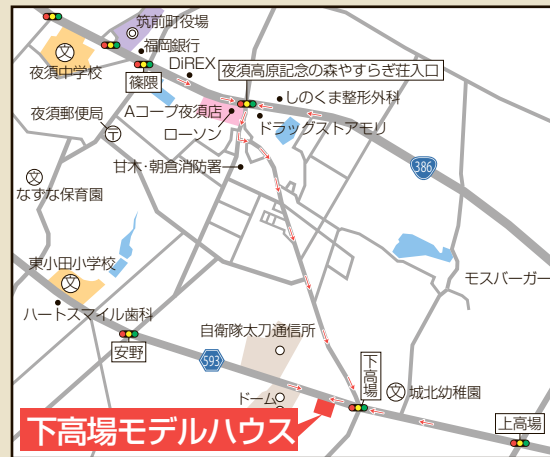 筑前町役場
福岡銀行
夜須中学校
文
DiREX
篠隈
夜須高原記念の森やすらぎ荘入口
夜須郵便局
〒
Aコープ夜須店
しのくま整形外科
ローソン
ドラッグストアモリ
甘木・朝倉消防署
386
文
なずな保育園
東小田小学校
文
モスバーガー
ハートスマイル歯科
自衛隊太刀通信所
安野
593
下高場
ドーム
文
城北幼稚園
下高場モデルハウス
上高場